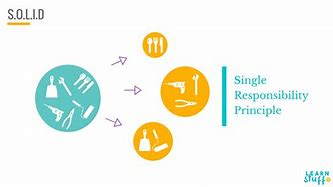 S.O.L.I.D
Single
Responsibility
Principle
LEARN
stuff